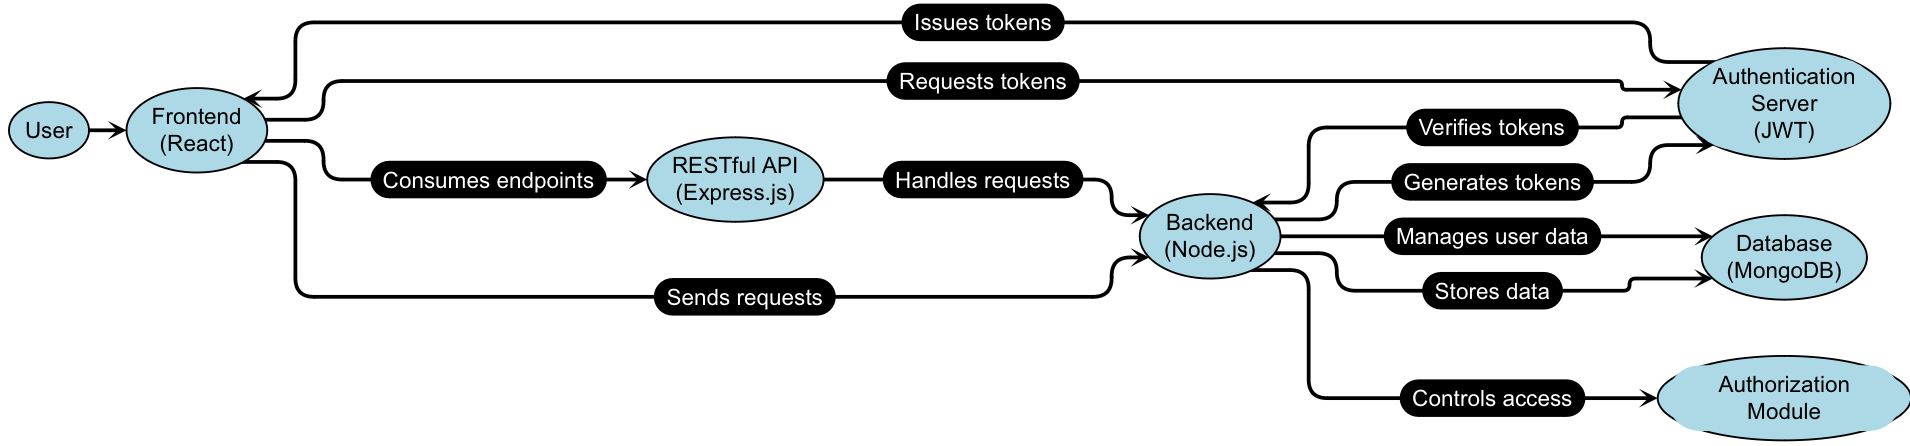 User
Frontend
(React)
Issues tokens
Requests tokens
Consumes endpoints
RESTful API
(Express.js)
Handles requests
Sends requests
Backend
(Node.js)
Verifies tokens
Generates tokens
Manages user data
Stores data
Controls access
Authentication
Server
(JWT)
Database
(MongoDB)
Authorization
Module